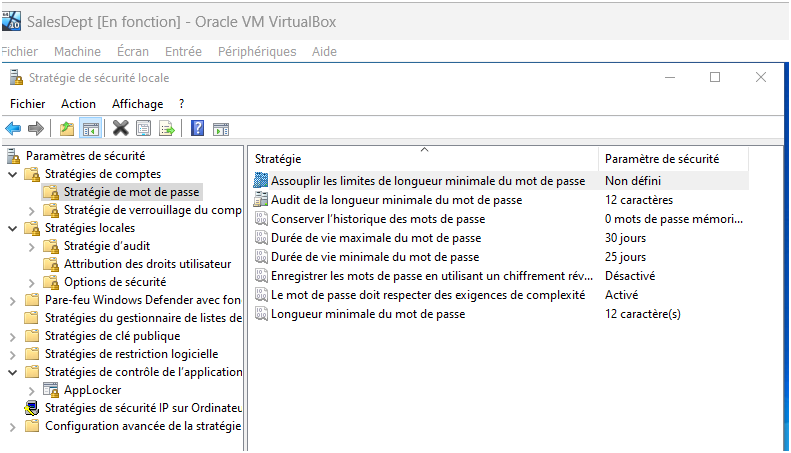 SalesDept [En fonction] - Oracle VM VirtualBox
Fichier Machine Écran Entrée Périphériques Aide
Stratégie de sécurité locale
Fichier Action Affichage ?
Paramètres de sécurité
Stratégies de comptes
Stratégie de mot de passe
Stratégie de verrouillage du comp
Stratégies locales
Stratégie d'audit
Attribution des droits utilisateur
Options de sécurité
Pare-feu Windows Defender avec fon
Stratégies du gestionnaire de listes de
Stratégies de clé publique
Stratégies de restriction logicielle
Stratégies de contrôle de l'application
AppLocker
Stratégies de sécurité IP sur Ordinateu
Configuration avancée de la stratégie
Stratégie Paramètre de sécurité
Assouplir les limites de longueur minimale du mot de passe Non défini
Audit de la longueur minimale du mot de passe 12 caractères
Conserver l'historique des mots de passe 0 mots de passe mémori...
Durée de vie maximale du mot de passe 30 jours
Durée de vie minimale du mot de passe 25 jours
Enregistrer les mots de passe en utilisant un chiffrement rév... Désactivé
Le mot de passe doit respecter des exigences de complexité Activé
Longueur minimale du mot de passe 12 caractère(s)